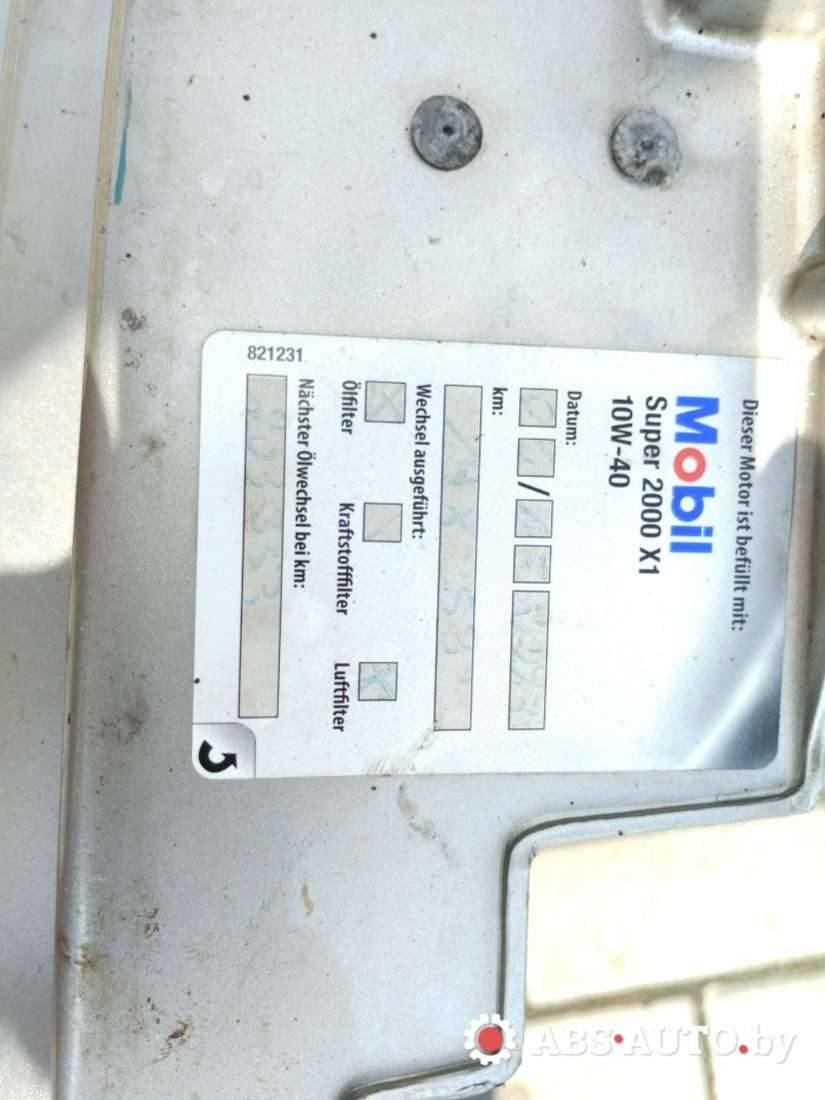 Dieser Motor ist befüllt mit:
Mobil
Super 2000 X1
10W-40
Datum:
/
km:
Wechsel ausgeführt:
X X
Ölfilter Kraftstofffilter Luftfilter
Nächster Ölwechsel bei km:
821231
ABS-AUTO.by